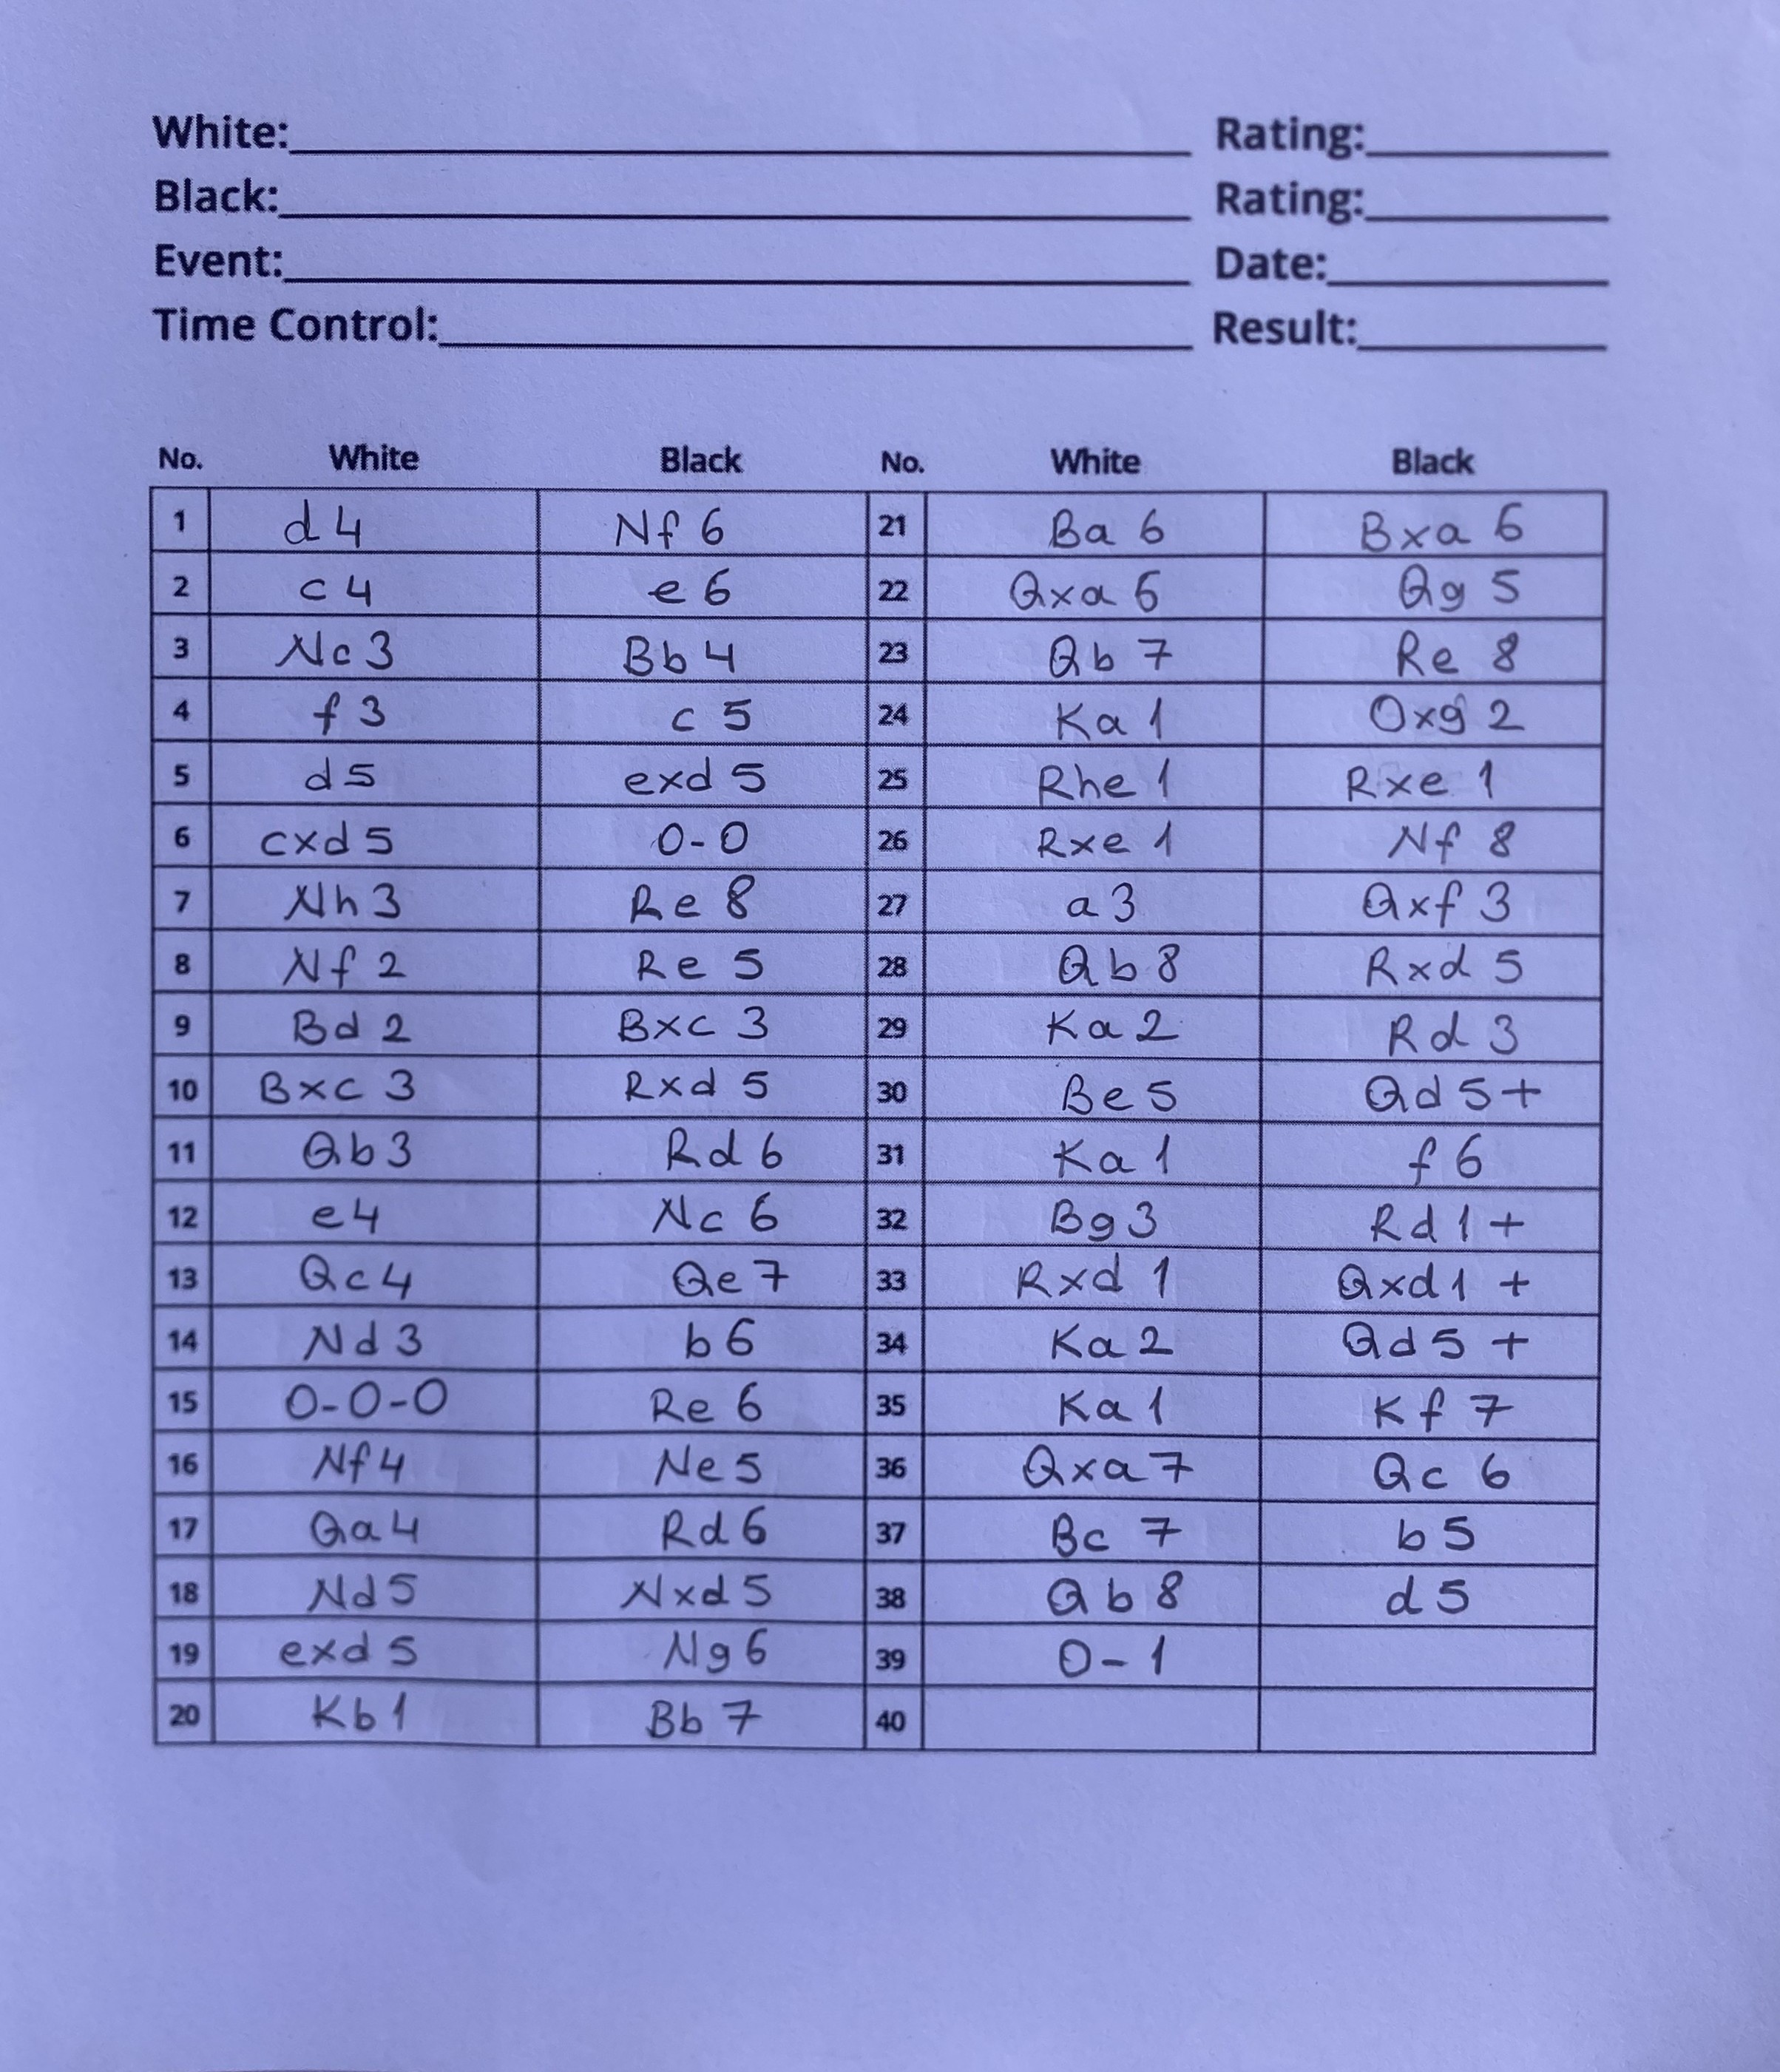 White: Rating:
Black: Rating:
Event: Date:
Time Control: Result:
No. White Black No. White Black
1 d4 Nf6 21 Ba6 Bxa6
2 c4 e6 22 Qxa6 Qg5
3 Nc3 Bb4 23 Qb7 Re8
4 f3 c5 24 Ka1 Oxg2
5 d5 exd5 25 Rhe1 Rxe1
6 cxd5 0-0 26 Rxe1 Nf8
7 Nh3 Re8 27 a3 Qxf3
8 Nf2 Re5 28 Qb8 Rxd5
9 Bd2 Bxc3 29 Ka2 Rd3
10 Bxc3 Rxd5 30 Be5 Qd5+
11 Qb3 Rd6 31 Ka1 f6
12 e4 Nc6 32 Bg3 Rd1+
13 Qc4 Qe7 33 Rxd1 Qxd1+
14 Nd3 b6 34 Ka2 Qd5+
15 0-0-0 Re6 35 Ka1 Kf7
16 Nf4 Ne5 36 Qxa7 Qc6
17 Qa4 Rd6 37 Bc7 b5
18 Nd5 Nxd5 38 Qb8 d5
19 exd5 Ng6 39 0-1
20 Kb1 Bb7 40